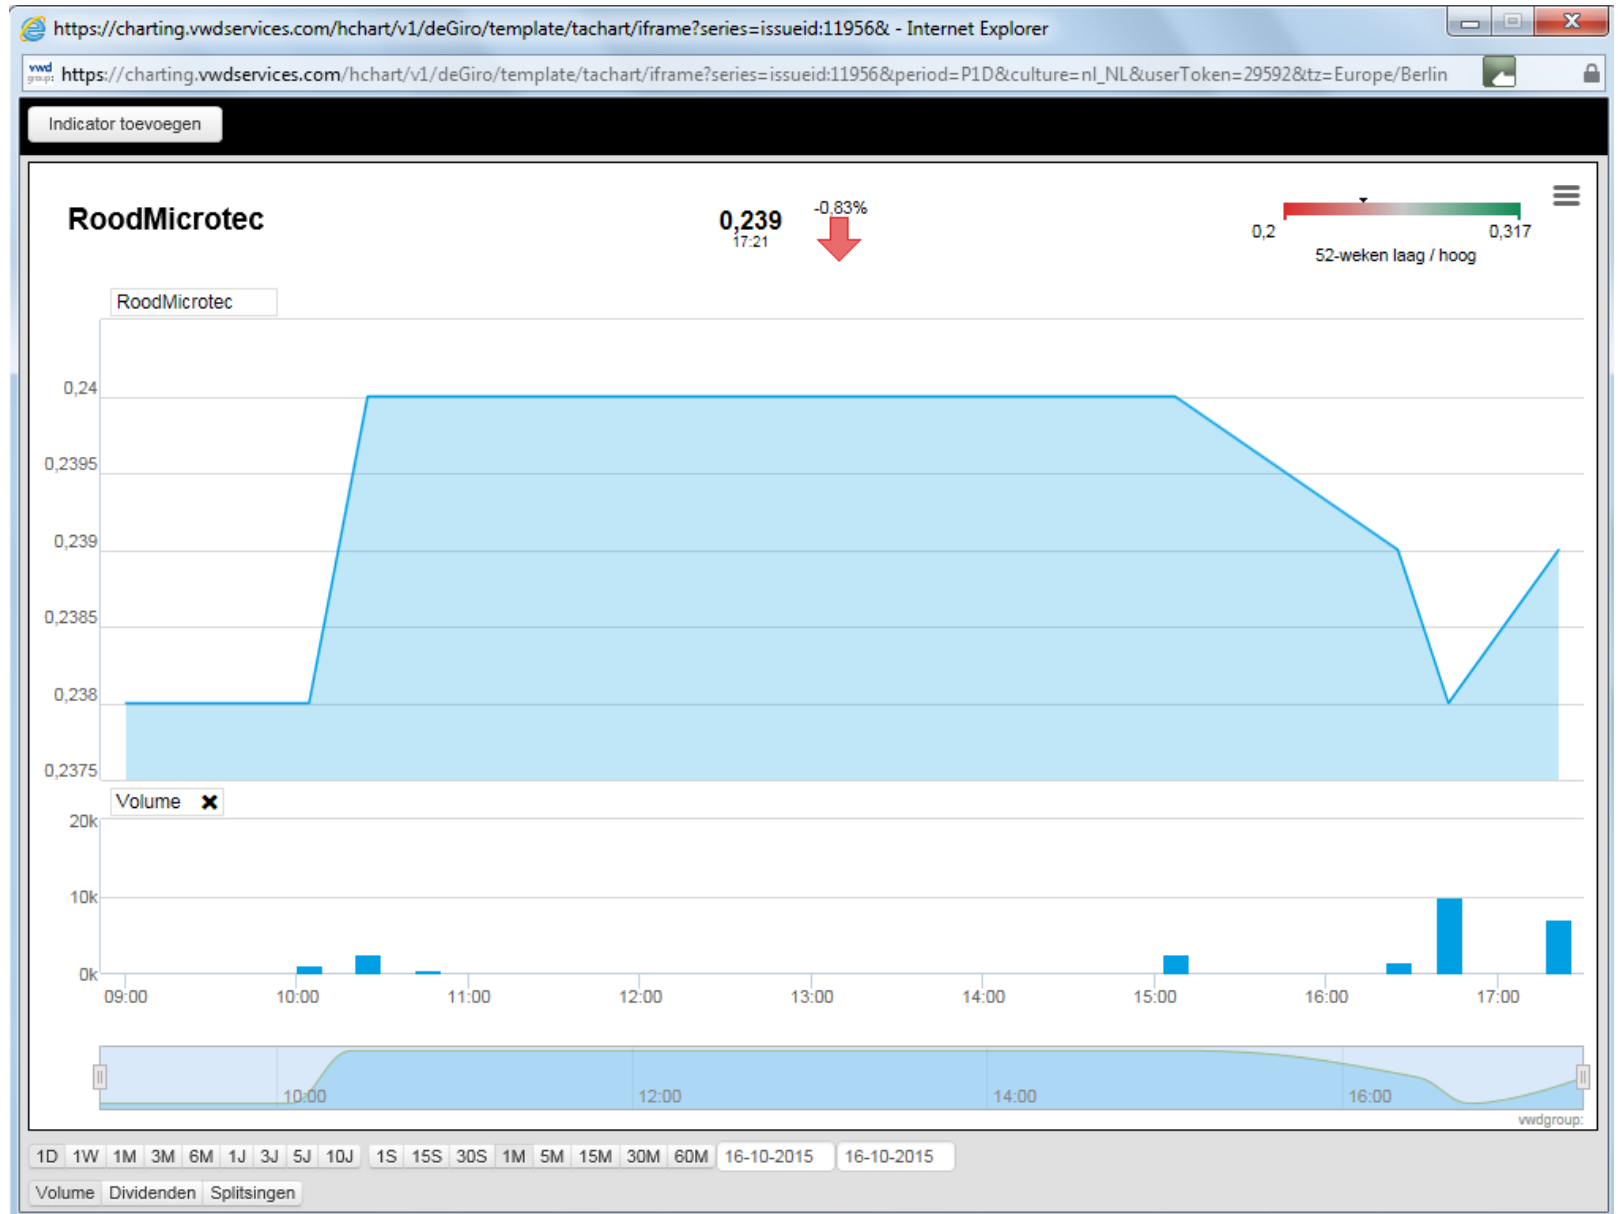 https://charting.vwdservices.com/hchart/v1/deGiro/template/tachart/iframe?series=issueid:11956& - Internet Explorer
vwd group: https://charting.vwdservices.com/hchart/v1/deGiro/template/tachart/iframe?series=issueid:11956&period=P1D&culture=nl_NL&userToken=29592&tz=Europe/Berlin
Indicator toevoegen
RoodMicrotec
0,239
17:21
-0,83%
0,2
0,317
52-weken laag / hoog
RoodMicrotec
0,24
0,2395
0,239
0,2385
0,238
0,2375
Volume
20k
10k
0k
09:00 10:00 11:00 12:00 13:00 14:00 15:00 16:00 17:00
10:00 12:00 14:00 16:00
vwdgroup:
1D 1W 1M 3M 6M 1J 3J 5J 10J 1S 15S 30S 1M 5M 15M 30M 60M 16-10-2015 16-10-2015
Volume Dividenden Splitsingen